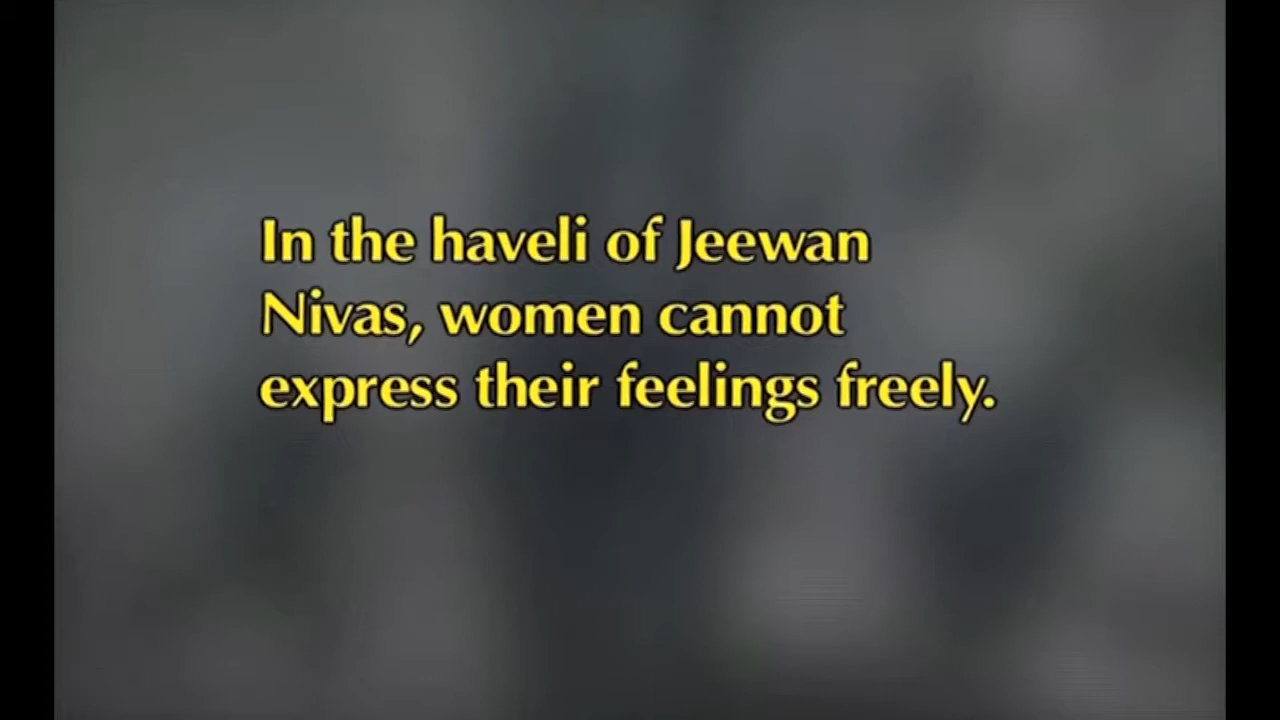 In the haveli of Jeewan
Nivas, women cannot
express their feelings freely.